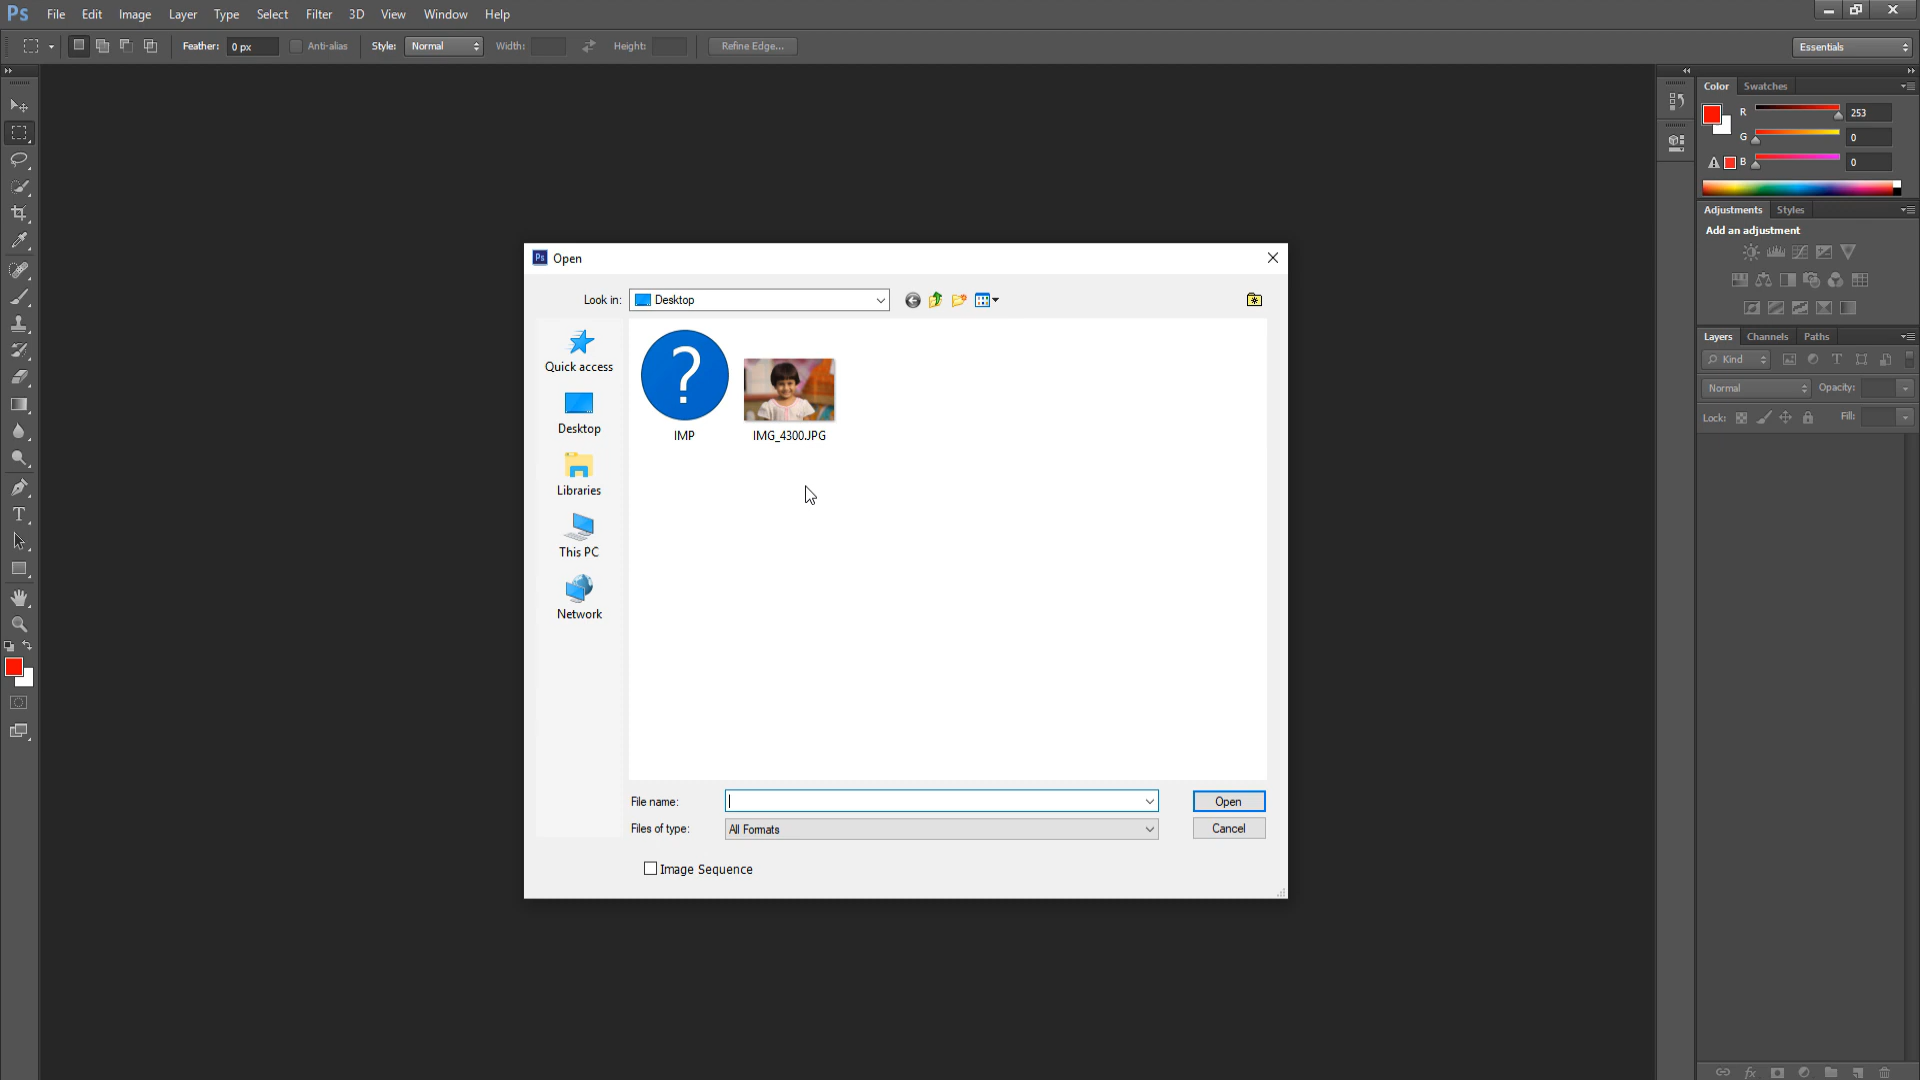 Ps File Edit Image Layer Type Select Filter 3D View Window Help
Feather: 0 px Anti-alias Style: Normal Width: Height: Refine Edge... Essentials
Color Swatches
R 253
G 0
B 0
Adjustments Styles
Add an adjustment
Layers Channels Paths
Kind T
Normal Opacity:
Lock: Fill:
fx
T
Ps Open
Look in: Desktop
Quick access
Desktop
Libraries
This PC
Network
?
IMP IMG_4300.JPG
File name: Open
Files of type: All Formats Cancel
Image Sequence